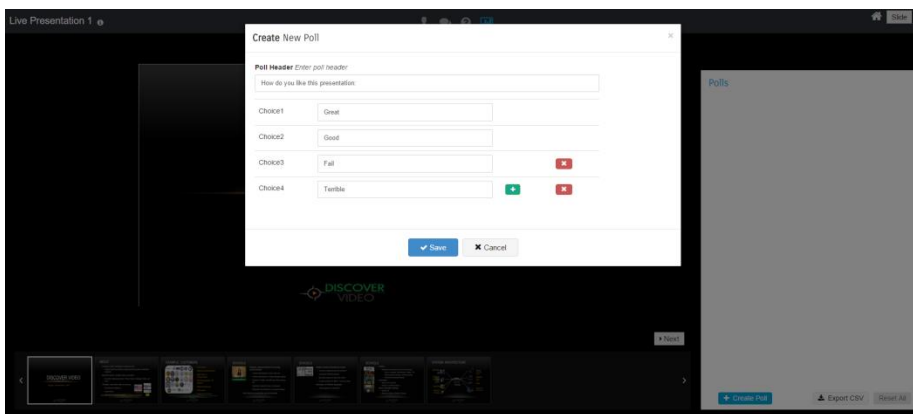 Live Presentation 1
Slide
Create New Poll
Poll Header Enter poll header
How do you like this presentation
Choice1 Great
Choice2 Good
Choice3 Fail
Choice4 Terrible
Save Cancel
Polls
DISCOVER
VIDEO
Next
DISCOVER VIDEO
Create Poll Export CSV Reset All